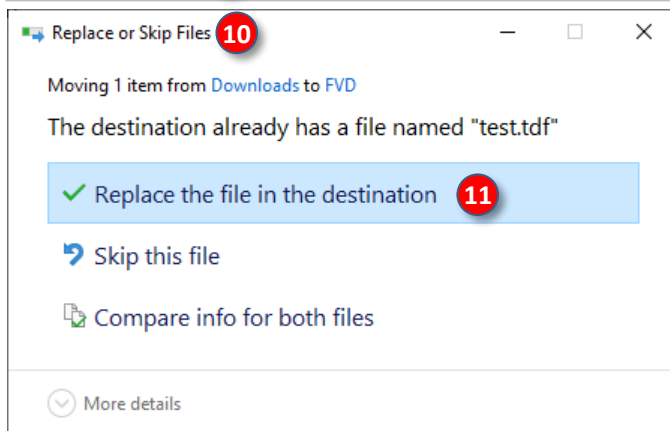 Replace or Skip Files 10
Moving 1 item from Downloads to FVD
The destination already has a file named "test.tdf"
Replace the file in the destination 11
Skip this file
Compare info for both files
More details